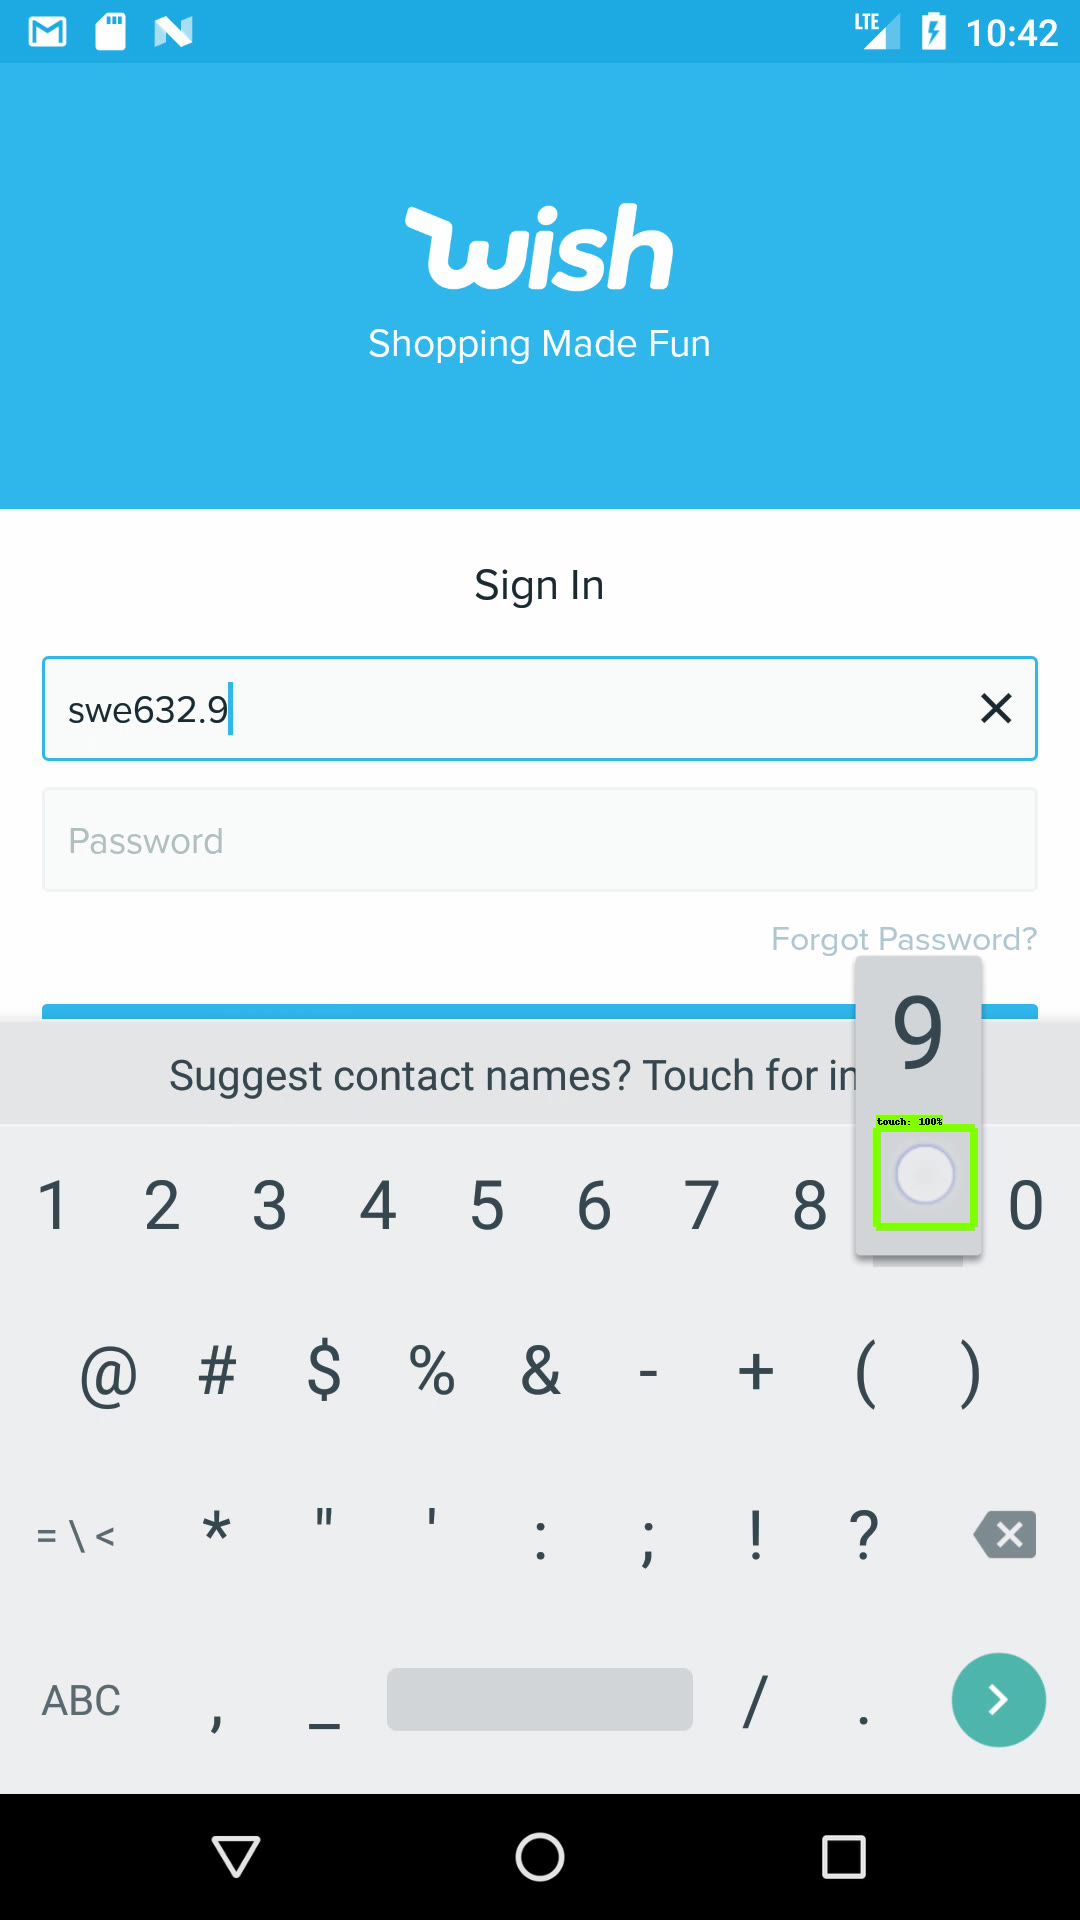 LTE 10:42
wish
Shopping Made Fun
Sign In
swe632.9
Password
Forgot Password?
9
Suggest contact names? Touch for in
touch: 100%
1 2 3 4 5 6 7 8 0
@ # $ % & - + ( )
= \ < * " ' : ; ! ?
ABC , _ / .